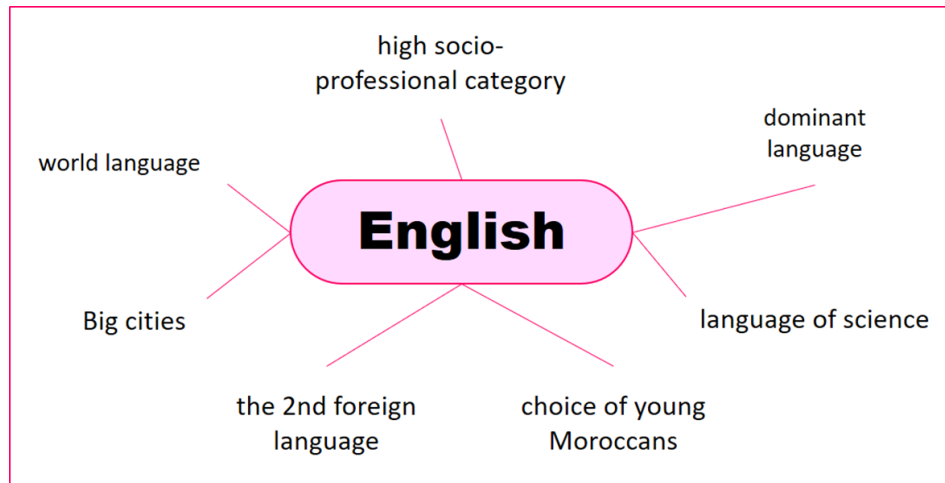 high socio-
professional category
dominant
language
world language
English
Big cities
language of science
the 2nd foreign
language
choice of young
Moroccans